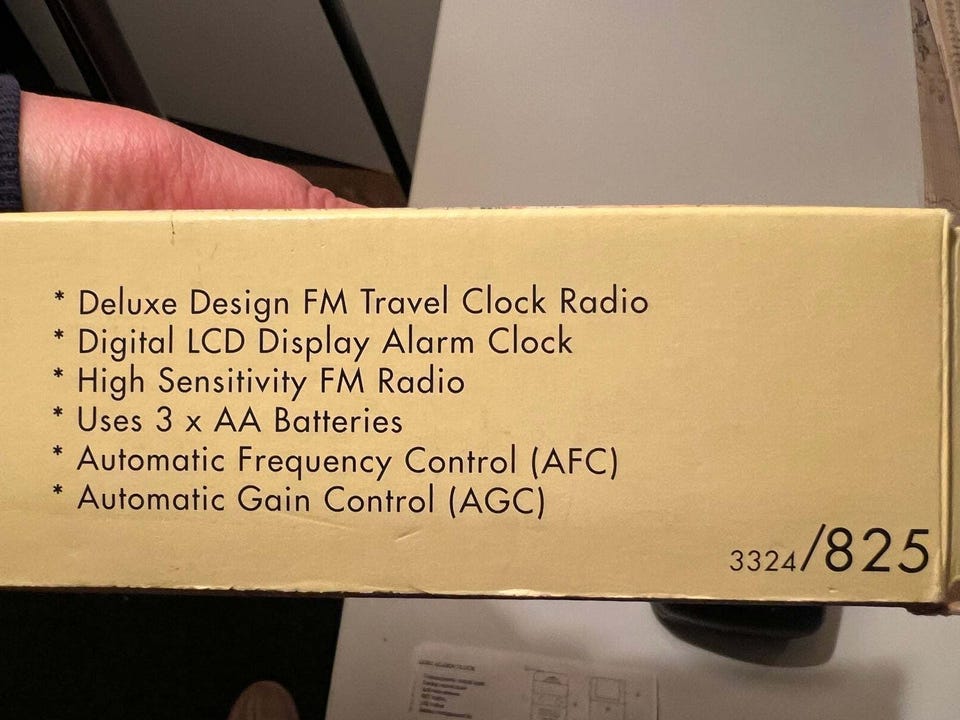 * Deluxe Design FM Travel Clock Radio
* Digital LCD Display Alarm Clock
* High Sensitivity FM Radio
* Uses 3 x AA Batteries
* Automatic Frequency Control (AFC)
* Automatic Gain Control (AGC)
3324/825